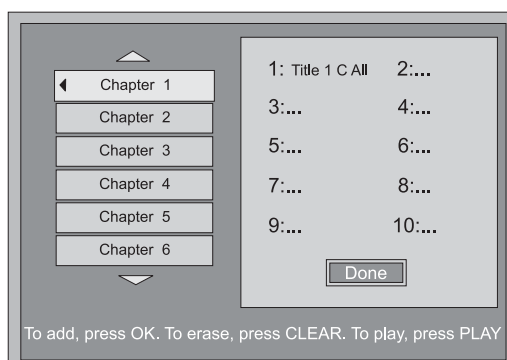 Chapter 1
Chapter 2
Chapter 3
Chapter 4
Chapter 5
Chapter 6
1: Title 1 C All 2:...
3:... 4:...
5:... 6:...
7:... 8:...
9:... 10:...
Done
To add, press OK. To erase, press CLEAR. To play, press PLAY